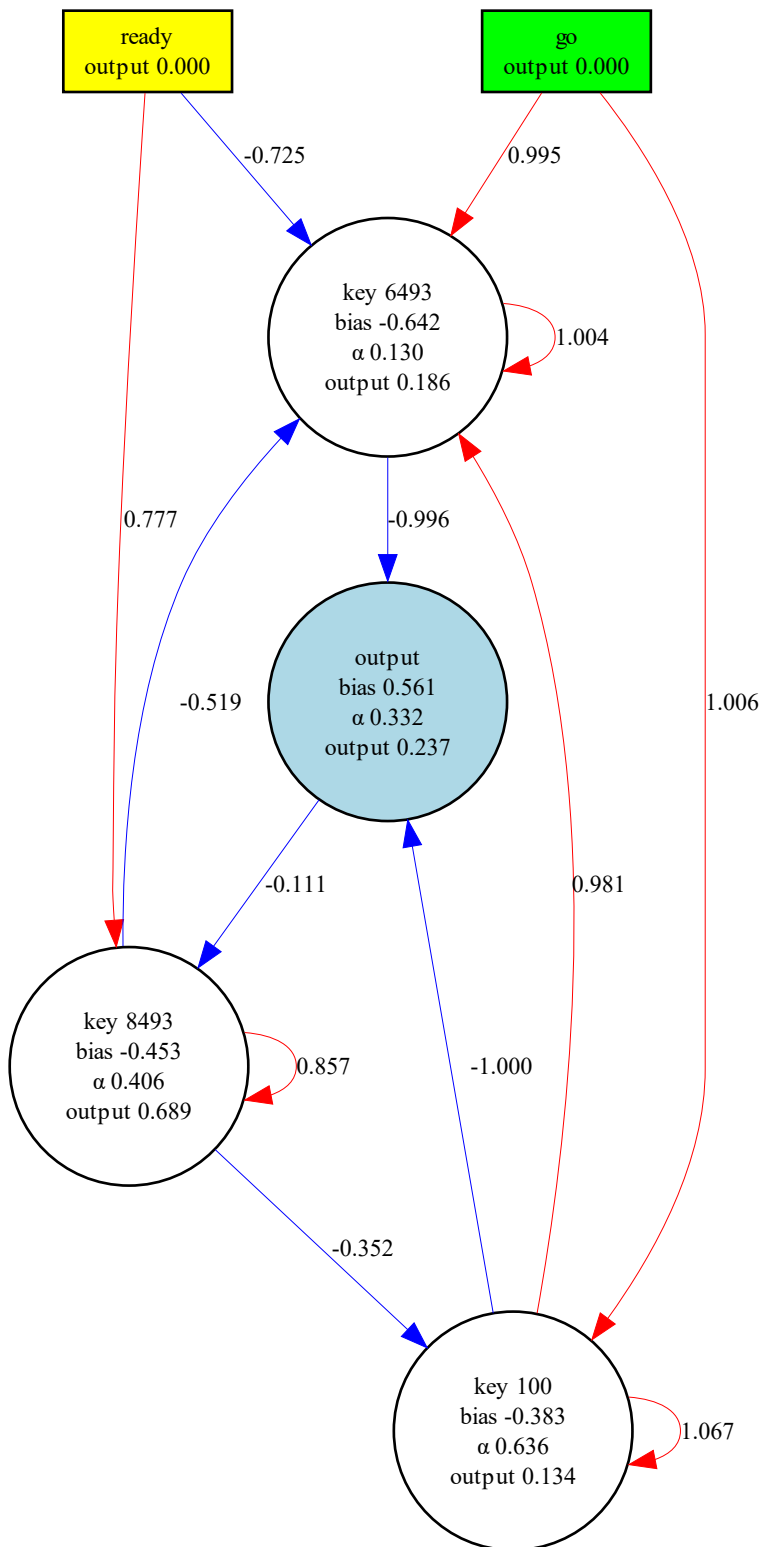 ready
output 0.000
go
output 0.000
-0.725
0.995
key 6493
bias -0.642
α 0.130
output 0.186
1.004
0.777
-0.996
output
bias 0.561
α 0.332
output 0.237
-0.519
1.006
-0.111
0.981
key 8493
bias -0.453
α 0.406
output 0.689
0.857
-1.000
-0.352
key 100
bias -0.383
α 0.636
output 0.134
1.067